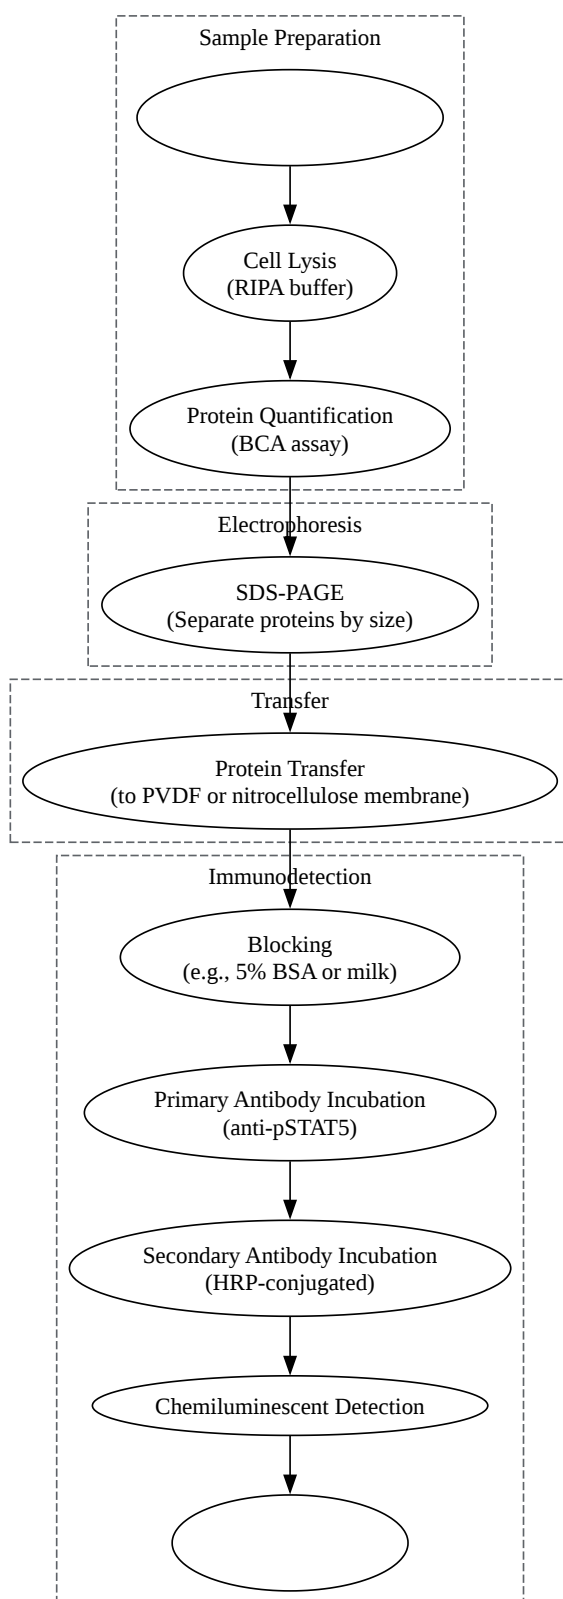 Sample Preparation
Cell Lysis
(RIPA buffer)
Protein Quantification
(BCA assay)
Electrophoresis
SDS-PAGE
(Separate proteins by size)
Transfer
Protein Transfer
(to PVDF or nitrocellulose membrane)
Immunodetection
Blocking
(e.g., 5% BSA or milk)
Primary Antibody Incubation
(anti-pSTAT5)
Secondary Antibody Incubation
(HRP-conjugated)
Chemiluminescent Detection